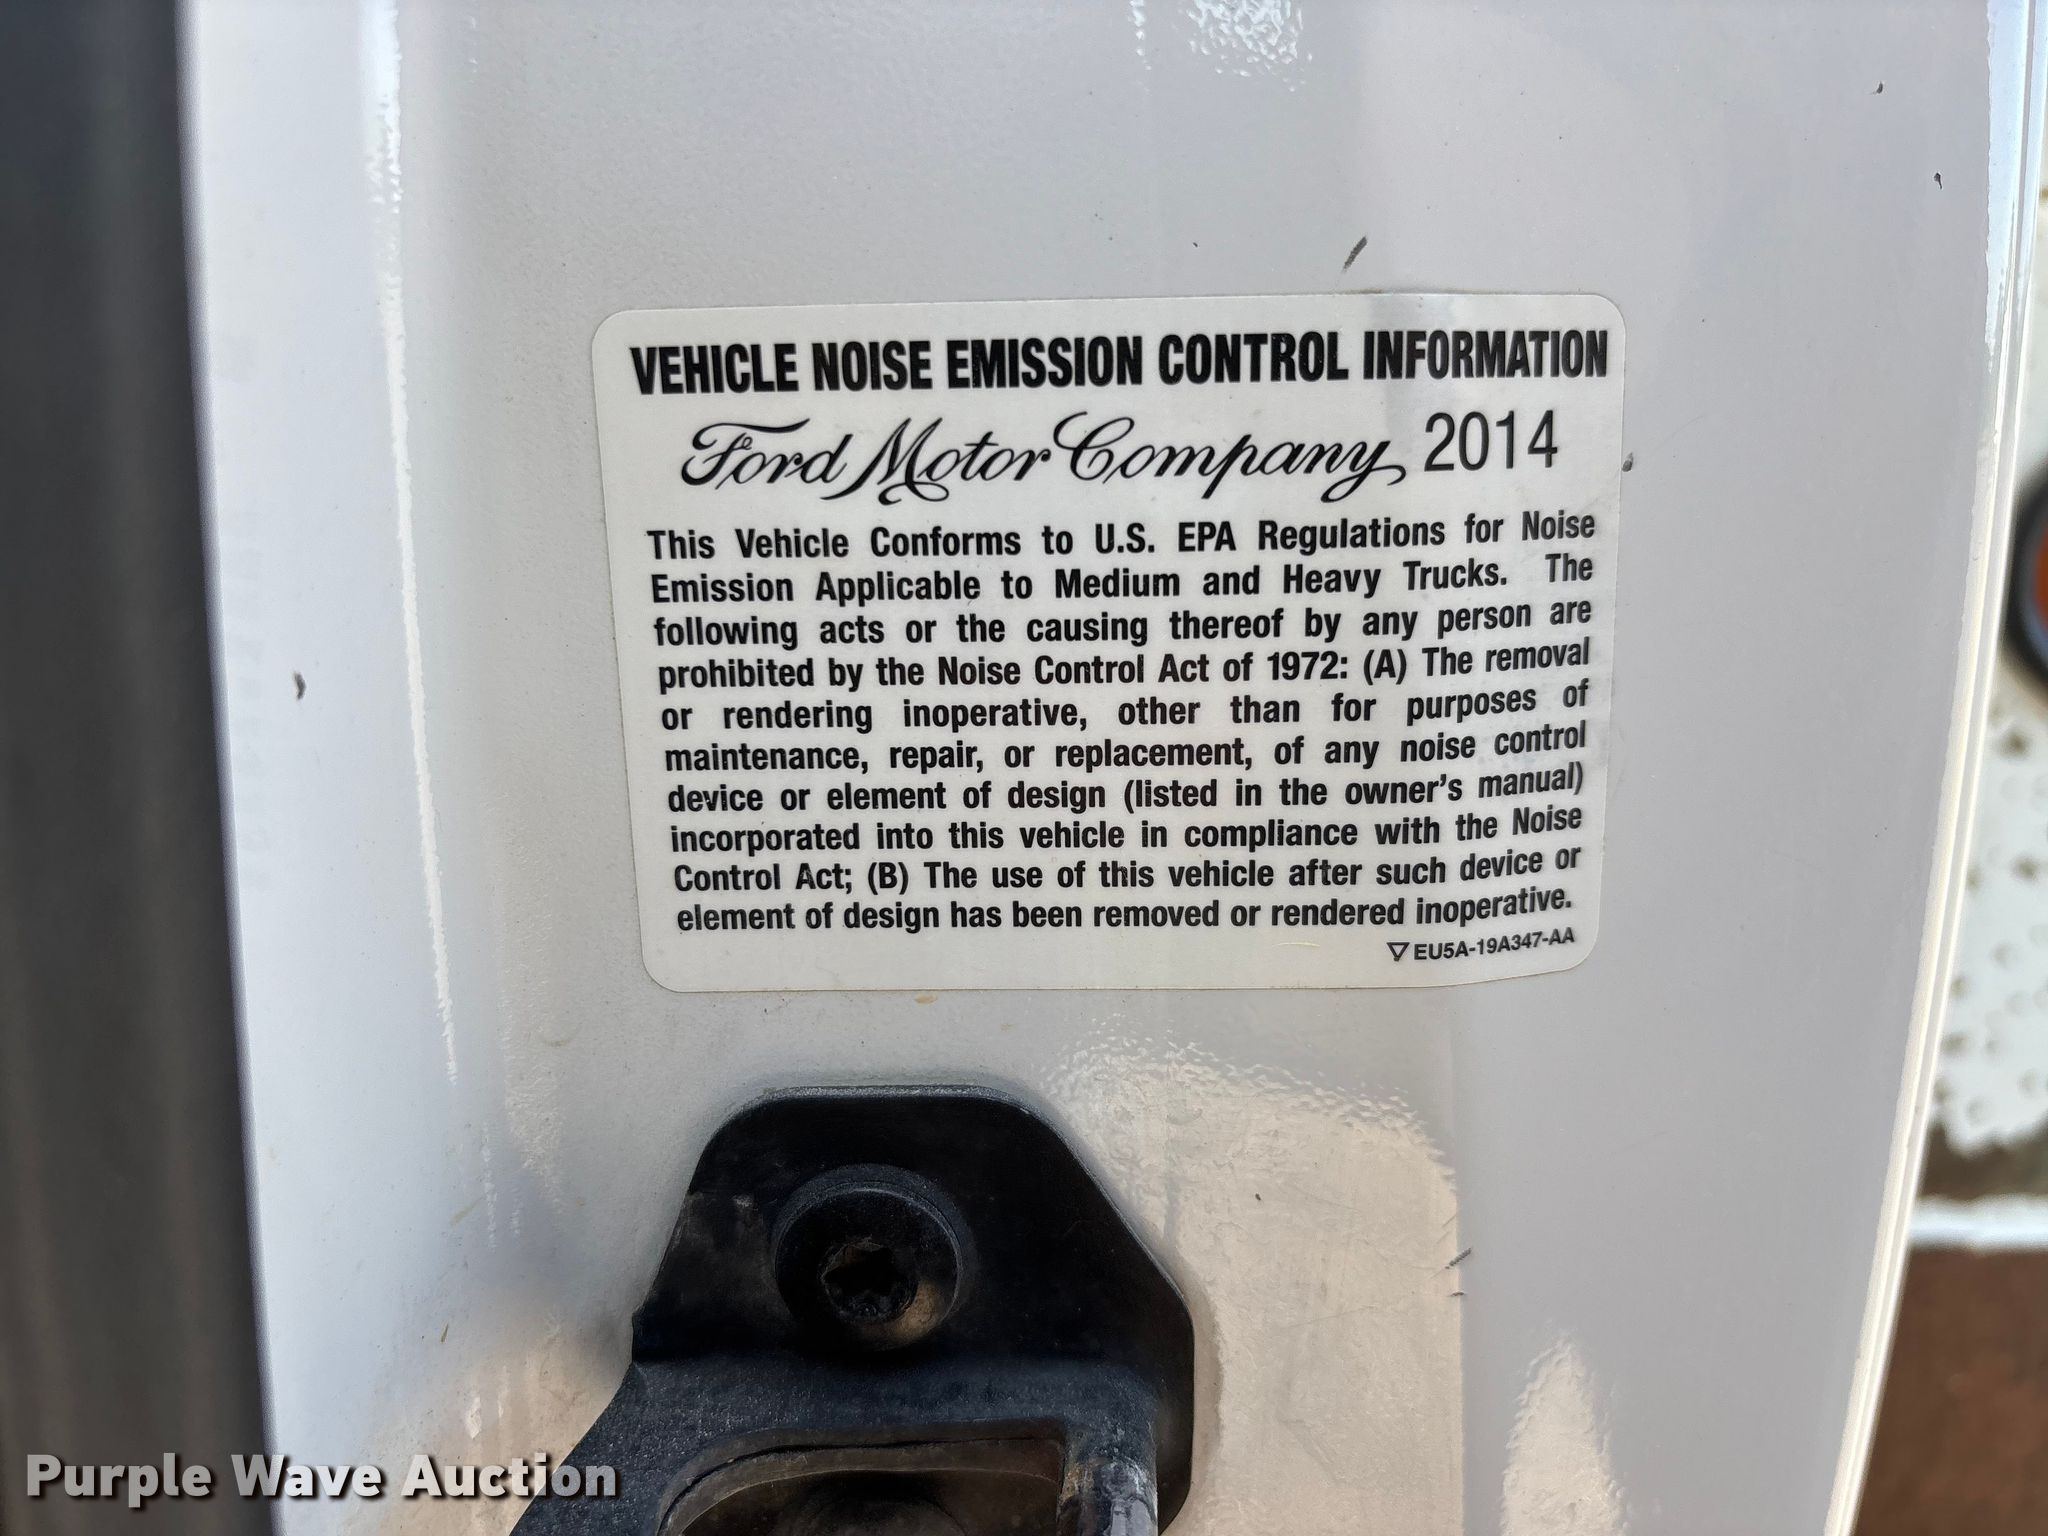 VEHICLE NOISE EMISSION CONTROL INFORMATION
Ford Motor Company 2014
This Vehicle Conforms to U.S. EPA Regulations for Noise
Emission Applicable to Medium and Heavy Trucks. The
following acts or the causing thereof by any person are
prohibited by the Noise Control Act of 1972: (A) The removal
or rendering inoperative, other than for purposes of
maintenance, repair, or replacement, of any noise control
device or element of design (listed in the owner's manual)
incorporated into this vehicle in compliance with the Noise
Control Act; (B) The use of this vehicle after such device or
element of design has been removed or rendered inoperative.
▽ EU5A-19A347-AA
Purple Wave Auction